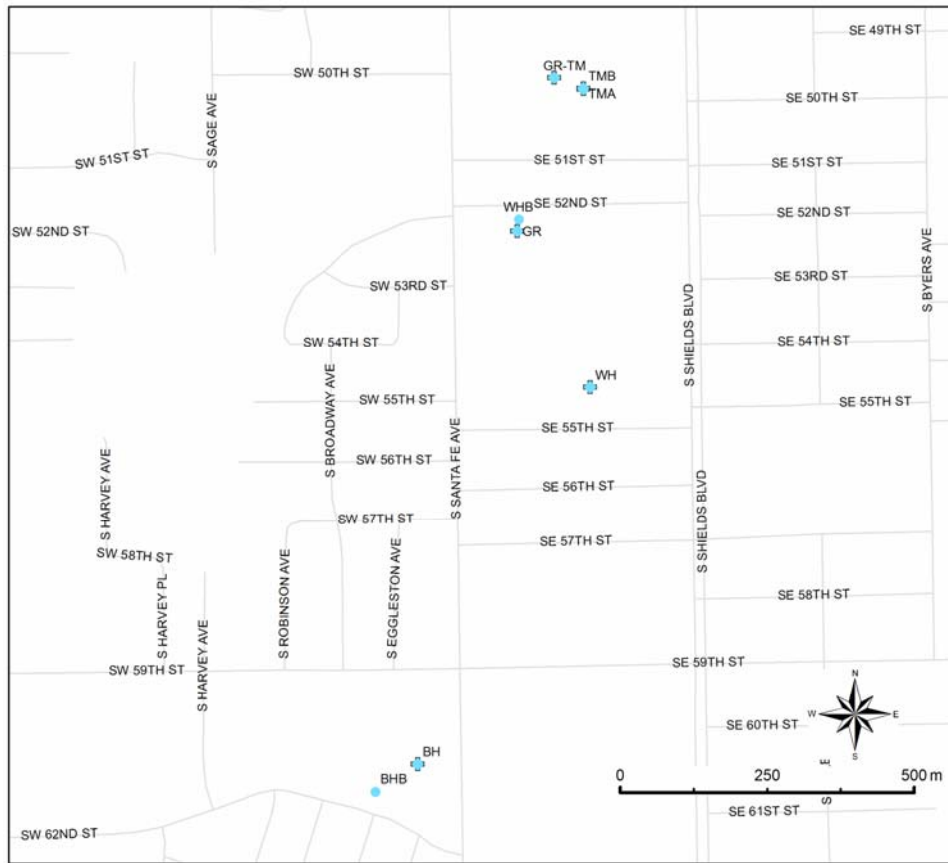 SE 49TH ST
GR-TM
SW 50TH ST
TMB
TMA
SE 50TH ST
S SAGE AVE
SW 51ST ST
SE 51ST ST
SE 51ST ST
WHB
SE 52ND ST
SE 52ND ST
SW 52ND ST
GR
S BYERS AVE
SW 53RD ST
SE 53RD ST
S SHIELDS BLVD
SW 54TH ST
SE 54TH ST
WH
S BROADWAY AVE
SW 55TH ST
SE 55TH ST
SE 55TH ST
S SANTA FE AVE
SW 56TH ST
SE 56TH ST
S HARVEY AVE
S SHIELDS BLVD
SW 57TH ST
SE 57TH ST
SW 58TH ST
S HARVEY PL
S ROBINSON AVE
S EGGLESTON AVE
SE 58TH ST
S HARVEY AVE
SW 59TH ST
SE 59TH ST
N
W
E
S
SE 60TH ST
BH
BHB
0
250
500 m
S
SE 61ST ST
SW 62ND ST